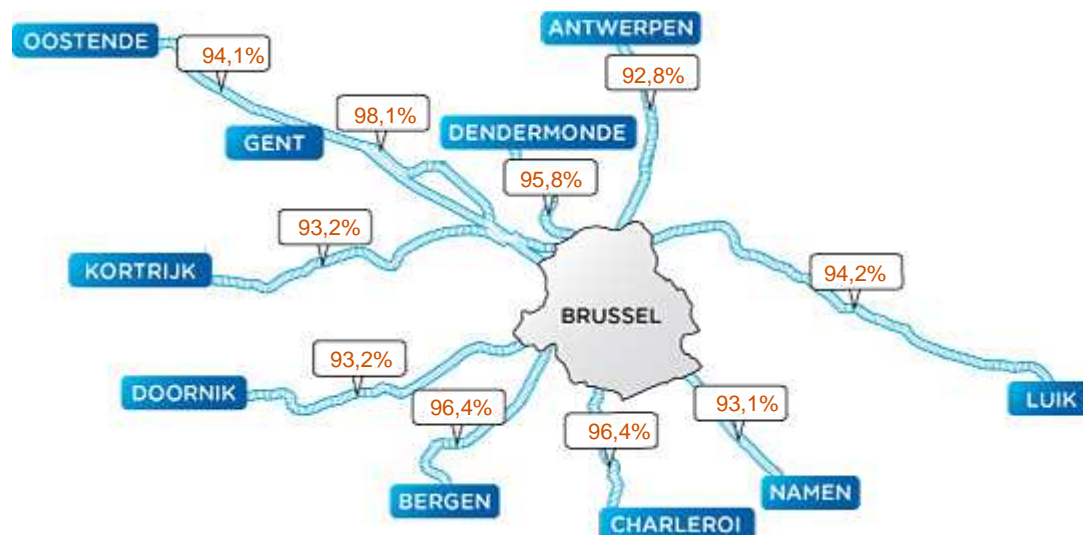 ANTWERPEN
OOSTENDE
94,1%
92,8%
98,1%
DENDERMONDE
GENT
95,8%
93,2%
KORTRIJK
94,2%
BRUSSEL
93,2%
DOORNIK
96,4%
93,1%
LUIK
96,4%
BERGEN
NAMEN
CHARLEROI